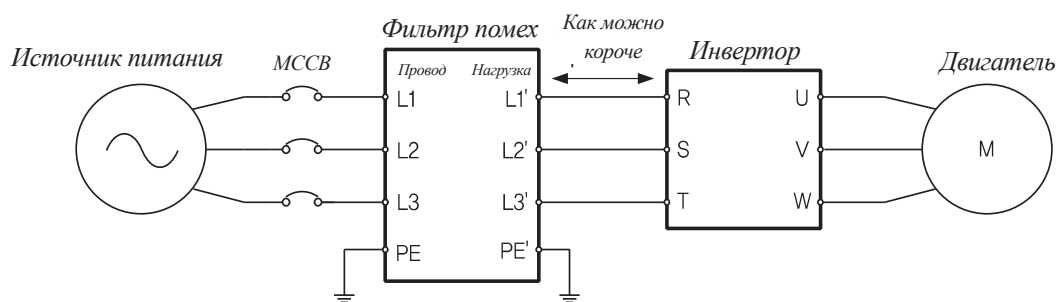 Источник питания
МССВ
Фильтр помех
Как можно
короче
Инвертор
Двигатель
Провод
Нагрузка
L1
L1'
R
U
L2
L2'
S
V
M
L3
L3'
T
W
PE
PE'